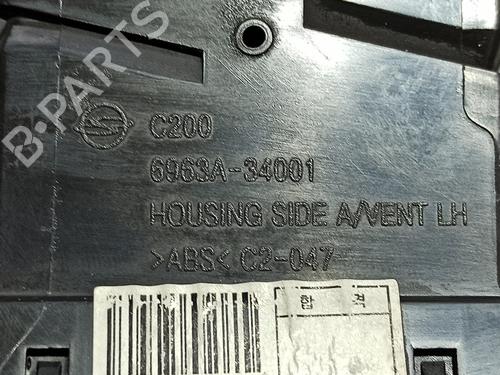 B-PARTS
C200
6963A-34001
HOUSING SIDE A/VENT LH
>ABS< C2-047
합 격